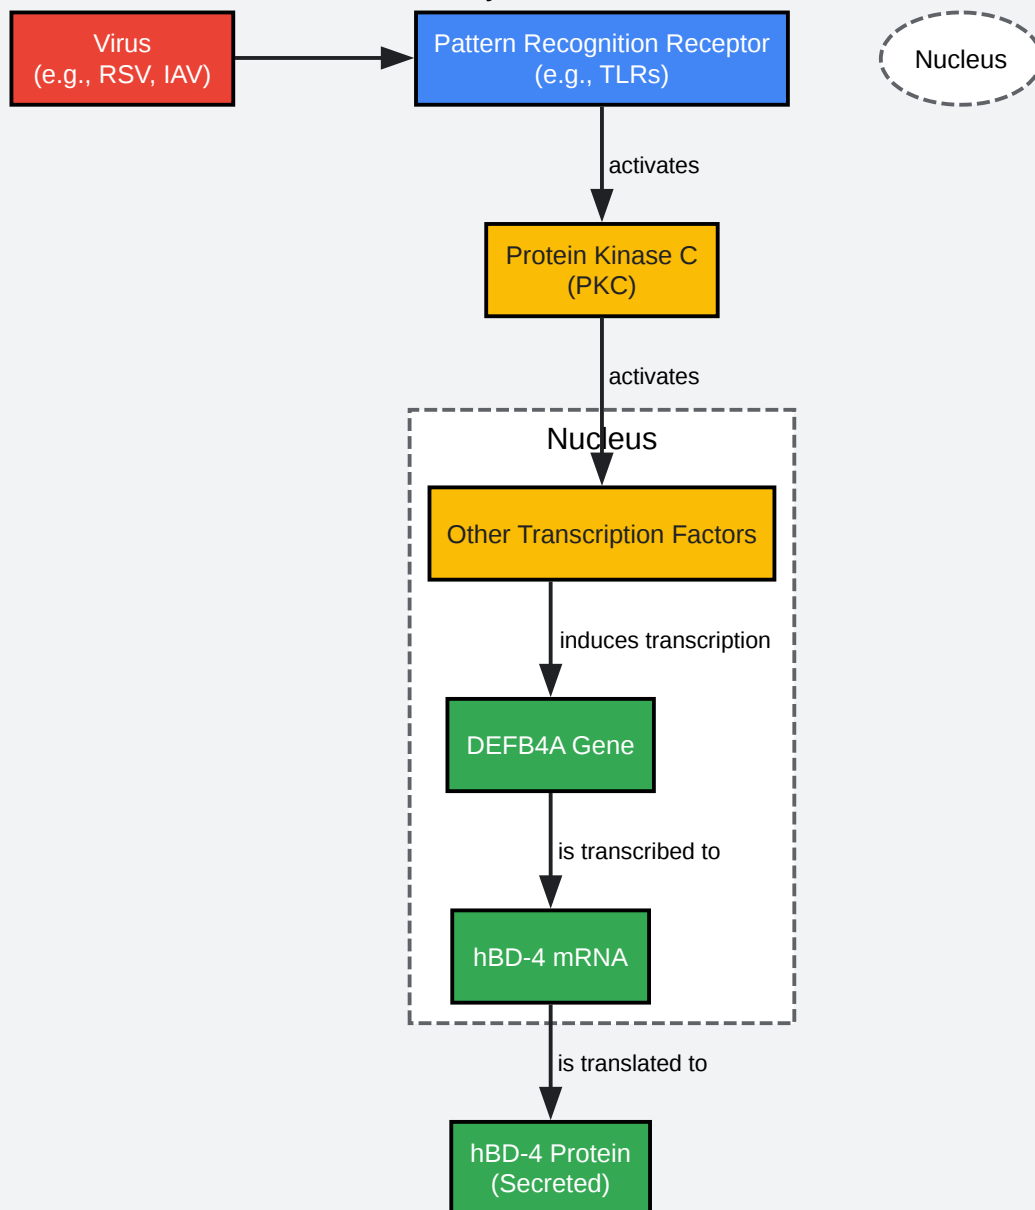 Virus
(e.g., RSV, IAV)
Pattern Recognition Receptor
(e.g., TLRs)
Nucleus
activates
Protein Kinase C
(PKC)
activates
Nucleus
Other Transcription Factors
induces transcription
DEFB4A Gene
is transcribed to
hBD-4 mRNA
is translated to
hBD-4 Protein
(Secreted)